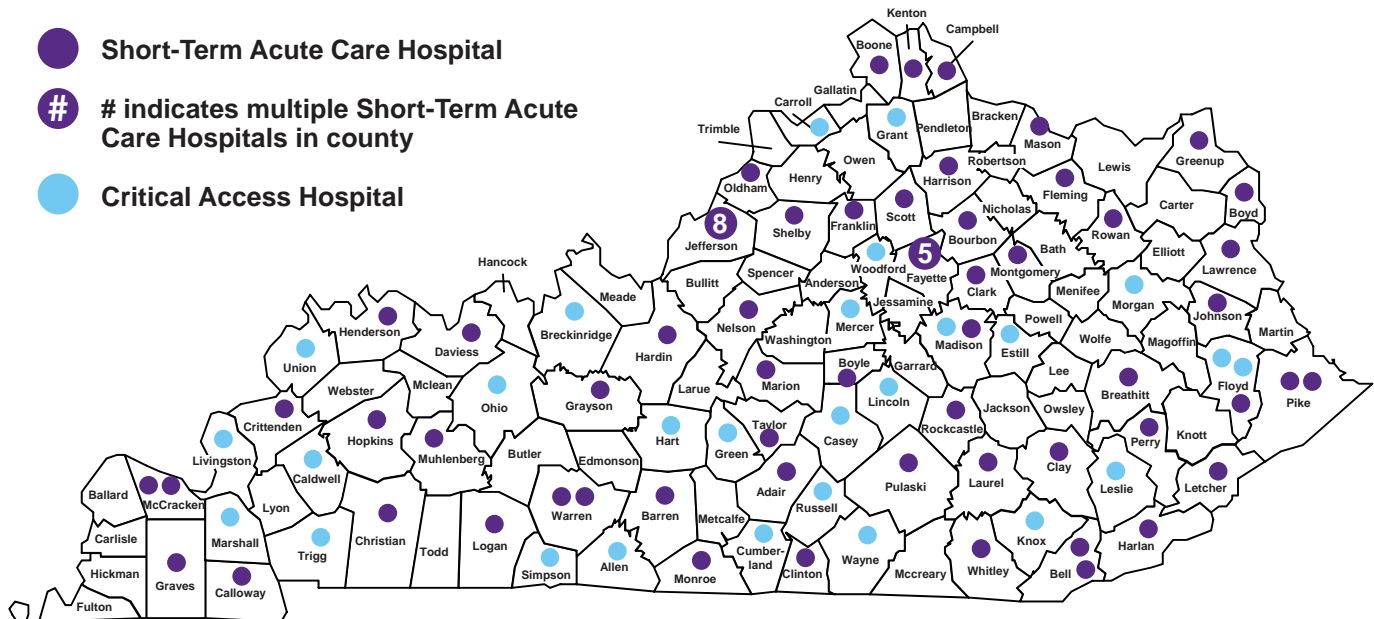 Short-Term Acute Care Hospital
# # indicates multiple Short-Term Acute
Care Hospitals in county
Critical Access Hospital
Kenton
Campbell
Boone
Gallatin
Carroll
Grant
Pendleton
Bracken
Mason
Trimble
Owen
Robertson
Lewis
Greenup
Oldham
Henry
Harrison
Fleming
Carter
Boyd
8
Jefferson
Shelby
Franklin
Scott
Nicholas
Bourbon
Rowan
Bath
Elliott
Lawrence
5
Fayette
Woodford
Montgomery
Hancock
Meade
Bullitt
Spencer
Anderson
Clark
Menifee
Morgan
Jessamine
Henderson
Daviess
Breckinridge
Nelson
Mercer
Powell
Johnson
Martin
Hardin
Washington
Madison
Estill
Wolfe
Magoffin
Union
Webster
Mclean
Ohio
Larue
Marion
Boyle
Garrard
Lee
Floyd
Breathitt
Pike
Grayson
Lincoln
Jackson
Owsley
Crittenden
Hopkins
Muhlenberg
Hart
Taylor
Casey
Rockcastle
Perry
Knott
Livingston
Caldwell
Butler
Edmonson
Green
Clay
Leslie
Letcher
Ballard
McCracken
Lyon
Adair
Pulaski
Laurel
Warren
Barren
Metcalfe
Russell
Carlisle
Marshall
Trigg
Christian
Todd
Logan
Cumber-
land
Knox
Harlan
Hickman
Graves
Calloway
Simpson
Allen
Monroe
Clinton
Wayne
Mccreary
Whitley
Bell
Fulton